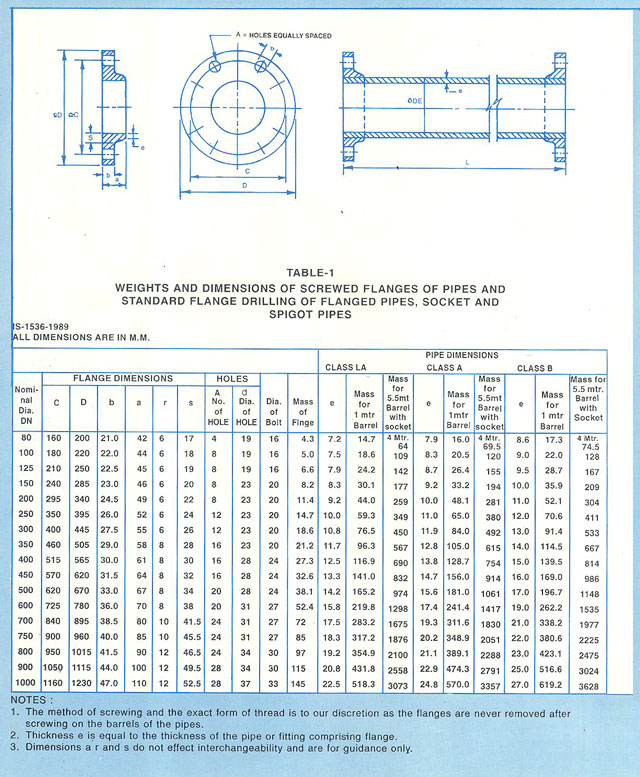 A = HOLES EQUALLY SPACED
D
øD
øC
S
e
b
a
C
D
øDE
e
L
TABLE-1
WEIGHTS AND DIMENSIONS OF SCREWED FLANGES OF PIPES AND
STANDARD FLANGE DRILLING OF FLANGED PIPES, SOCKET AND
SPIGOT PIPES
IS-1536-1989
ALL DIMENSIONS ARE IN M.M.
PIPE DIMENSIONS
FLANGE DIMENSIONS HOLES CLASS LA CLASS A CLASS B
Nomi- nal Dia. DN C D b a r s A No. of HOLE d Dia. of HOLE Dia. of Bolt Mass of Finge e Mass for 1 mtr Barrel Mass for 5.5mt Barrel with socket e Mass for 1mtr Barrel Mass for 5.5mt Barrel with Socket e Mass for 1 mtr Barrel Mass for 5.5 mtr. Barrel with Socket
80 160 200 21.0 42 6 17 4 19 16 4.3 7.2 14.7 4 Mtr. 64 7.9 16.0 4 Mtr. 69.5 8.6 17.3 4 Mtr. 74.5
100 180 220 22.0 44 6 18 8 19 16 5.0 7.5 18.6 109 8.3 20.5 120 9.0 22.0 128
125 210 250 22.5 45 6 19 8 19 16 6.6 7.9 24.2 142 8.7 26.4 155 9.5 28.7 167
150 240 285 23.0 46 6 20 8 23 20 8.2 8.3 30.1 177 9.2 33.2 194 10.0 35.9 209
200 295 340 24.5 49 6 22 8 23 20 11.4 9.2 44.0 259 10.0 48.1 281 11.0 52.1 304
250 350 395 26.0 52 6 24 12 23 20 14.7 10.0 59.3 349 11.0 65.0 380 12.0 70.6 411
300 400 445 27.5 55 6 26 12 23 20 18.6 10.8 76.5 450 11.9 84.0 492 13.0 91.4 533
350 460 505 29.0 58 8 28 16 23 20 21.2 11.7 96.3 567 12.8 105.0 615 14.0 114.5 667
400 515 565 30.0 61 8 30 16 28 24 27.3 12.5 116.9 690 13.8 128.7 754 15.0 139.5 814
450 570 620 31.5 64 8 32 16 28 24 32.6 13.3 141.0 832 14.7 156.0 914 16.0 169.0 986
500 620 670 33.0 67 8 34 20 28 24 38.1 14.2 165.2 974 15.6 181.0 1061 17.0 196.7 1148
600 725 780 36.0 70 8 38 20 31 27 52.4 15.8 219.8 1298 17.4 241.4 1417 19.0 262.2 1535
700 840 895 38.5 80 10 41.5 24 31 27 72 17.5 283.2 1675 19.3 311.6 1830 21.0 338.2 1977
750 900 960 40.0 85 10 45.5 24 31 27 85 18.3 317.2 1876 20.2 348.9 2051 22.0 380.6 2225
800 950 1015 41.5 90 12 46.5 24 34 30 97 19.2 354.9 2100 21.1 389.1 2288 23.0 423.1 2475
900 1050 1115 44.0 100 12 49.5 28 34 30 115 20.8 431.8 2558 22.9 474.3 2791 25.0 516.6 3024
1000 1160 1230 47.0 110 12 52.5 28 37 33 145 22.5 518.3 3073 24.8 570.0 3357 27.0 619.2 3628
NOTES :
1. The method of screwing and the exact form of thread is to our discretion as the flanges are never removed after
screwing on the barrels of the pipes.
2. Thickness e is equal to the thickness of the pipe or fitting comprising flange.
3. Dimensions a r and s do not effect interchangeability and are for guidance only.